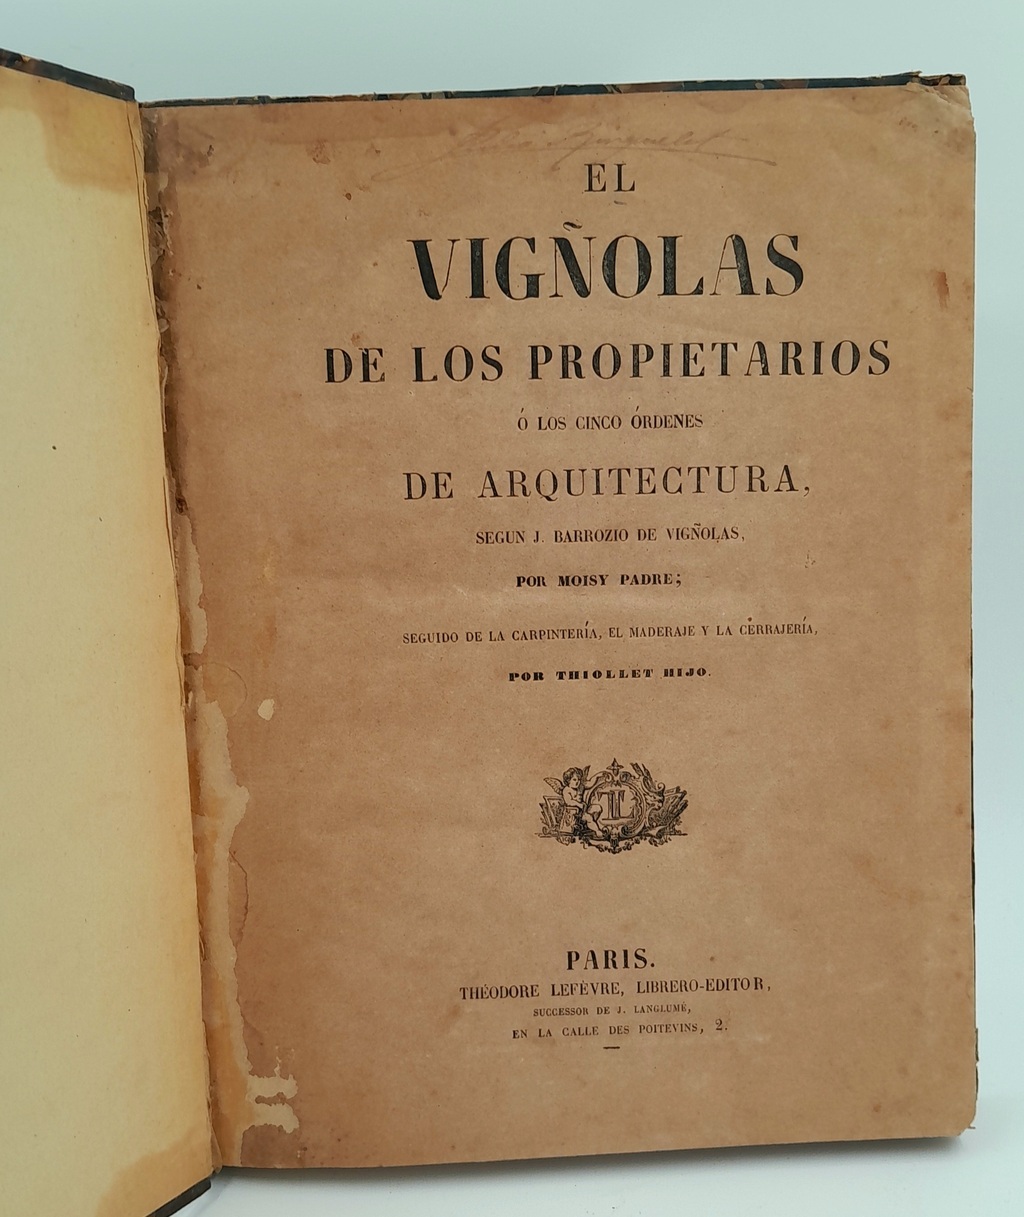 EL
VIGÑOLAS
DE LOS PROPIETARIOS
Ó LOS CINCO ÓRDENES
DE ARQUITECTURA,
SEGUN J. BARROZIO DE VIGÑOLAS,
POR MOISY PADRE;
SEGUIDO DE LA CARPINTERÍA, EL MADERAJE Y LA CERRAJERÍA,
POR THIOLLET HIJO.
TL
PARIS.
THÉODORE LEFÈVRE, LIBRERO-EDITOR,
SUCCESSOR DE J. LANGLUMÉ,
EN LA CALLE DES POITEVINS, 2.